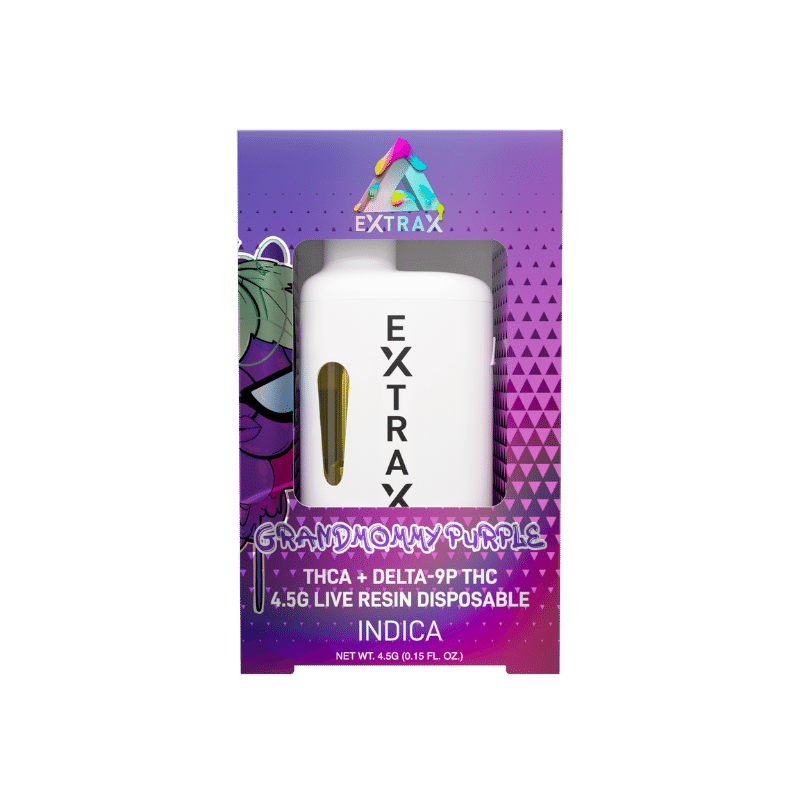 EXTRAX
EXTRAX
GRANDMOMMY PURPLE
THCA + DELTA-9P THC
4.5G LIVE RESIN DISPOSABLE
INDICA
NET WT. 4.5G (0.15 FL. OZ.)